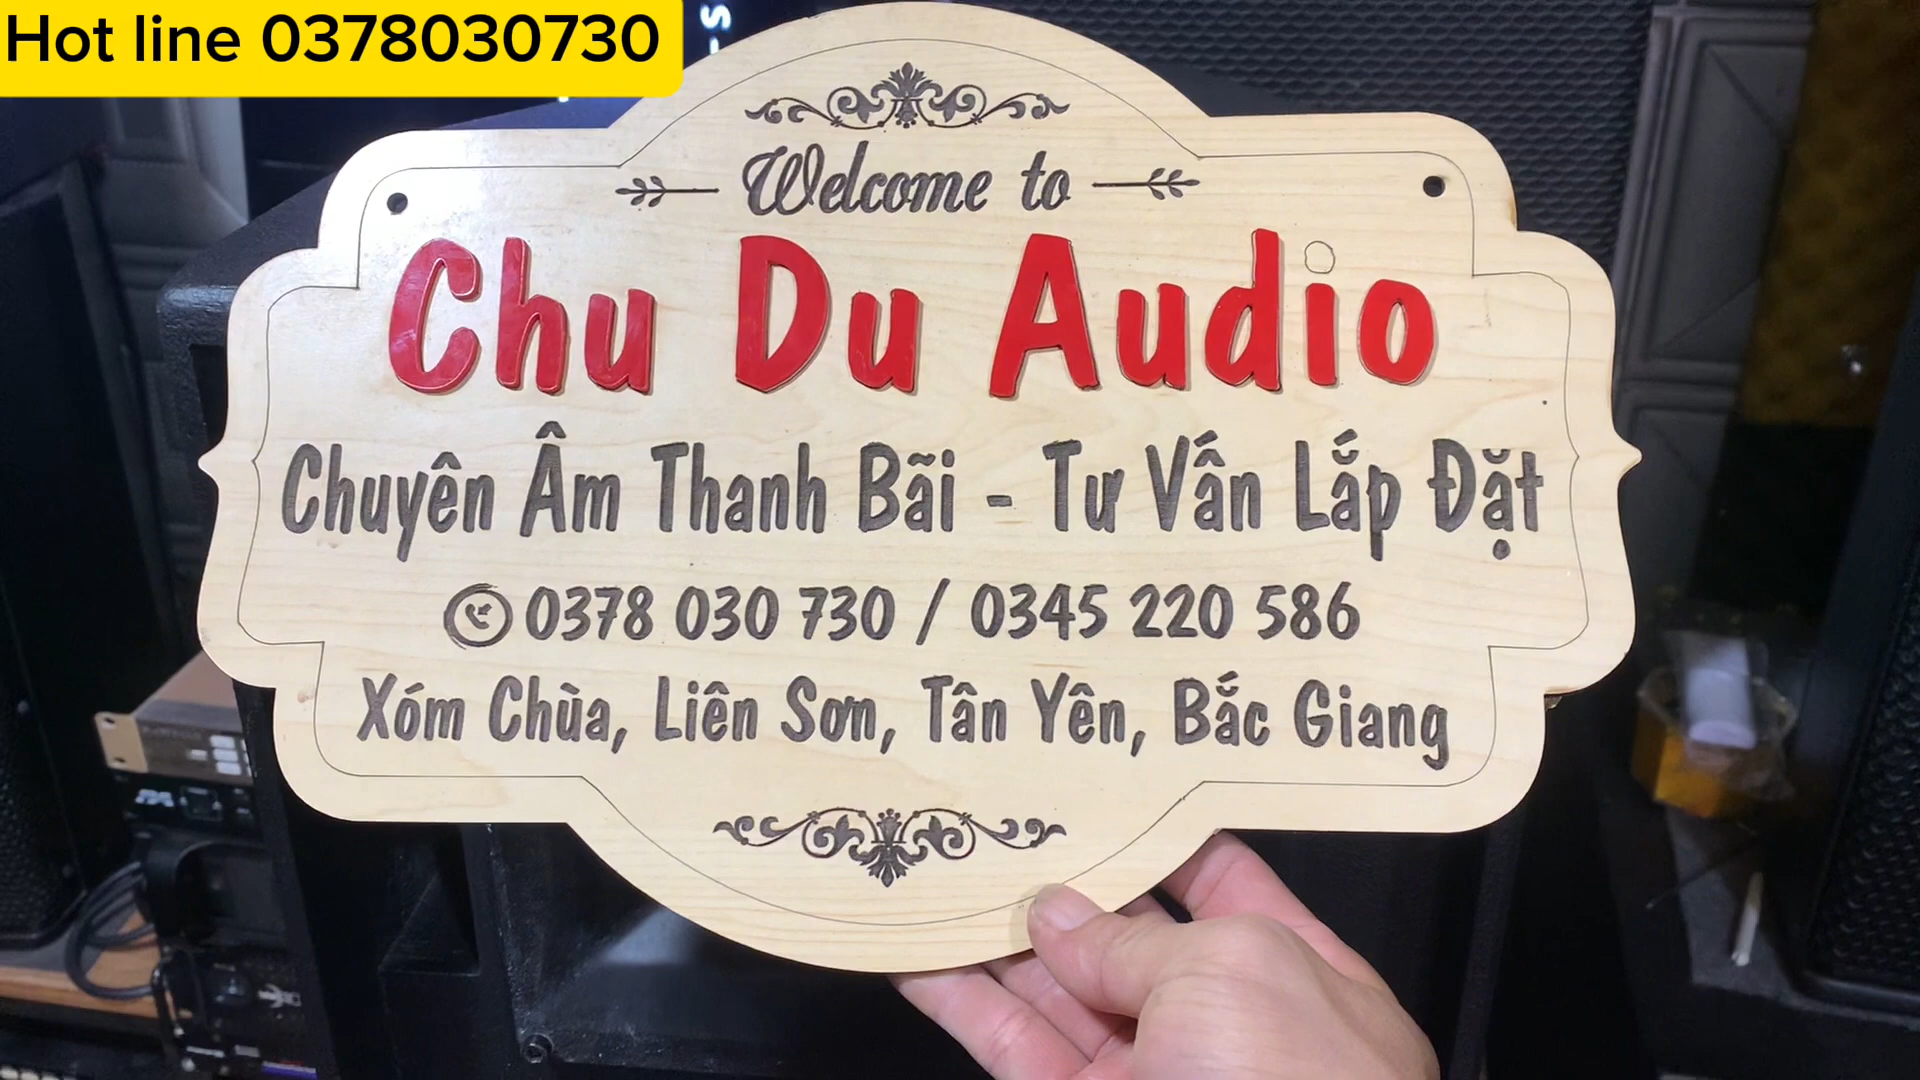 Hot line 0378030730
Welcome to
Chu Du Audio
Chuyên Âm Thanh Bãi - Tư Vấn Lắp Đặt
0378 030 730 / 0345 220 586
Xóm Chùa, Liên Sơn, Tân Yên, Bắc Giang